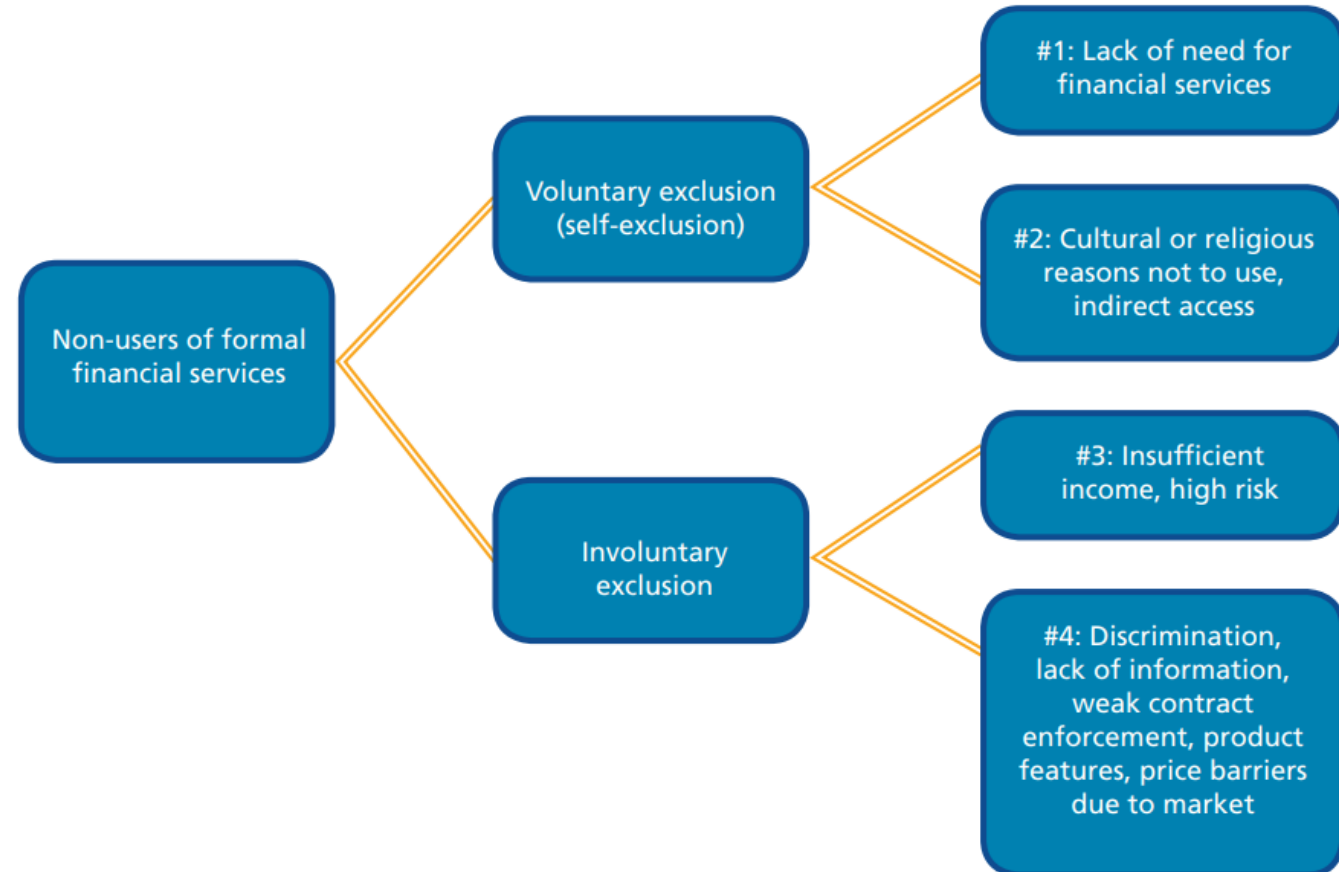 Non-users of formal
financial services
Voluntary exclusion
(self-exclusion)
Involuntary
exclusion
#1: Lack of need for
financial services
#2: Cultural or religious
reasons not to use,
indirect access
#3: Insufficient
income, high risk
#4: Discrimination,
lack of information,
weak contract
enforcement, product
features, price barriers
due to market